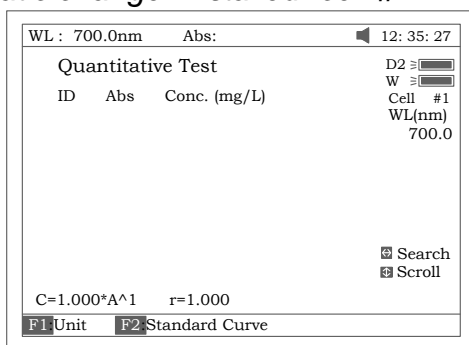 WL : 700.0nm Abs: 12: 35: 27
Quantitative Test
ID Abs Conc. (mg/L)
D2
W
Cell #1
WL(nm)
700.0
Search
Scroll
C=1.000*A^1 r=1.000
F1:Unit F2:Standard Curve